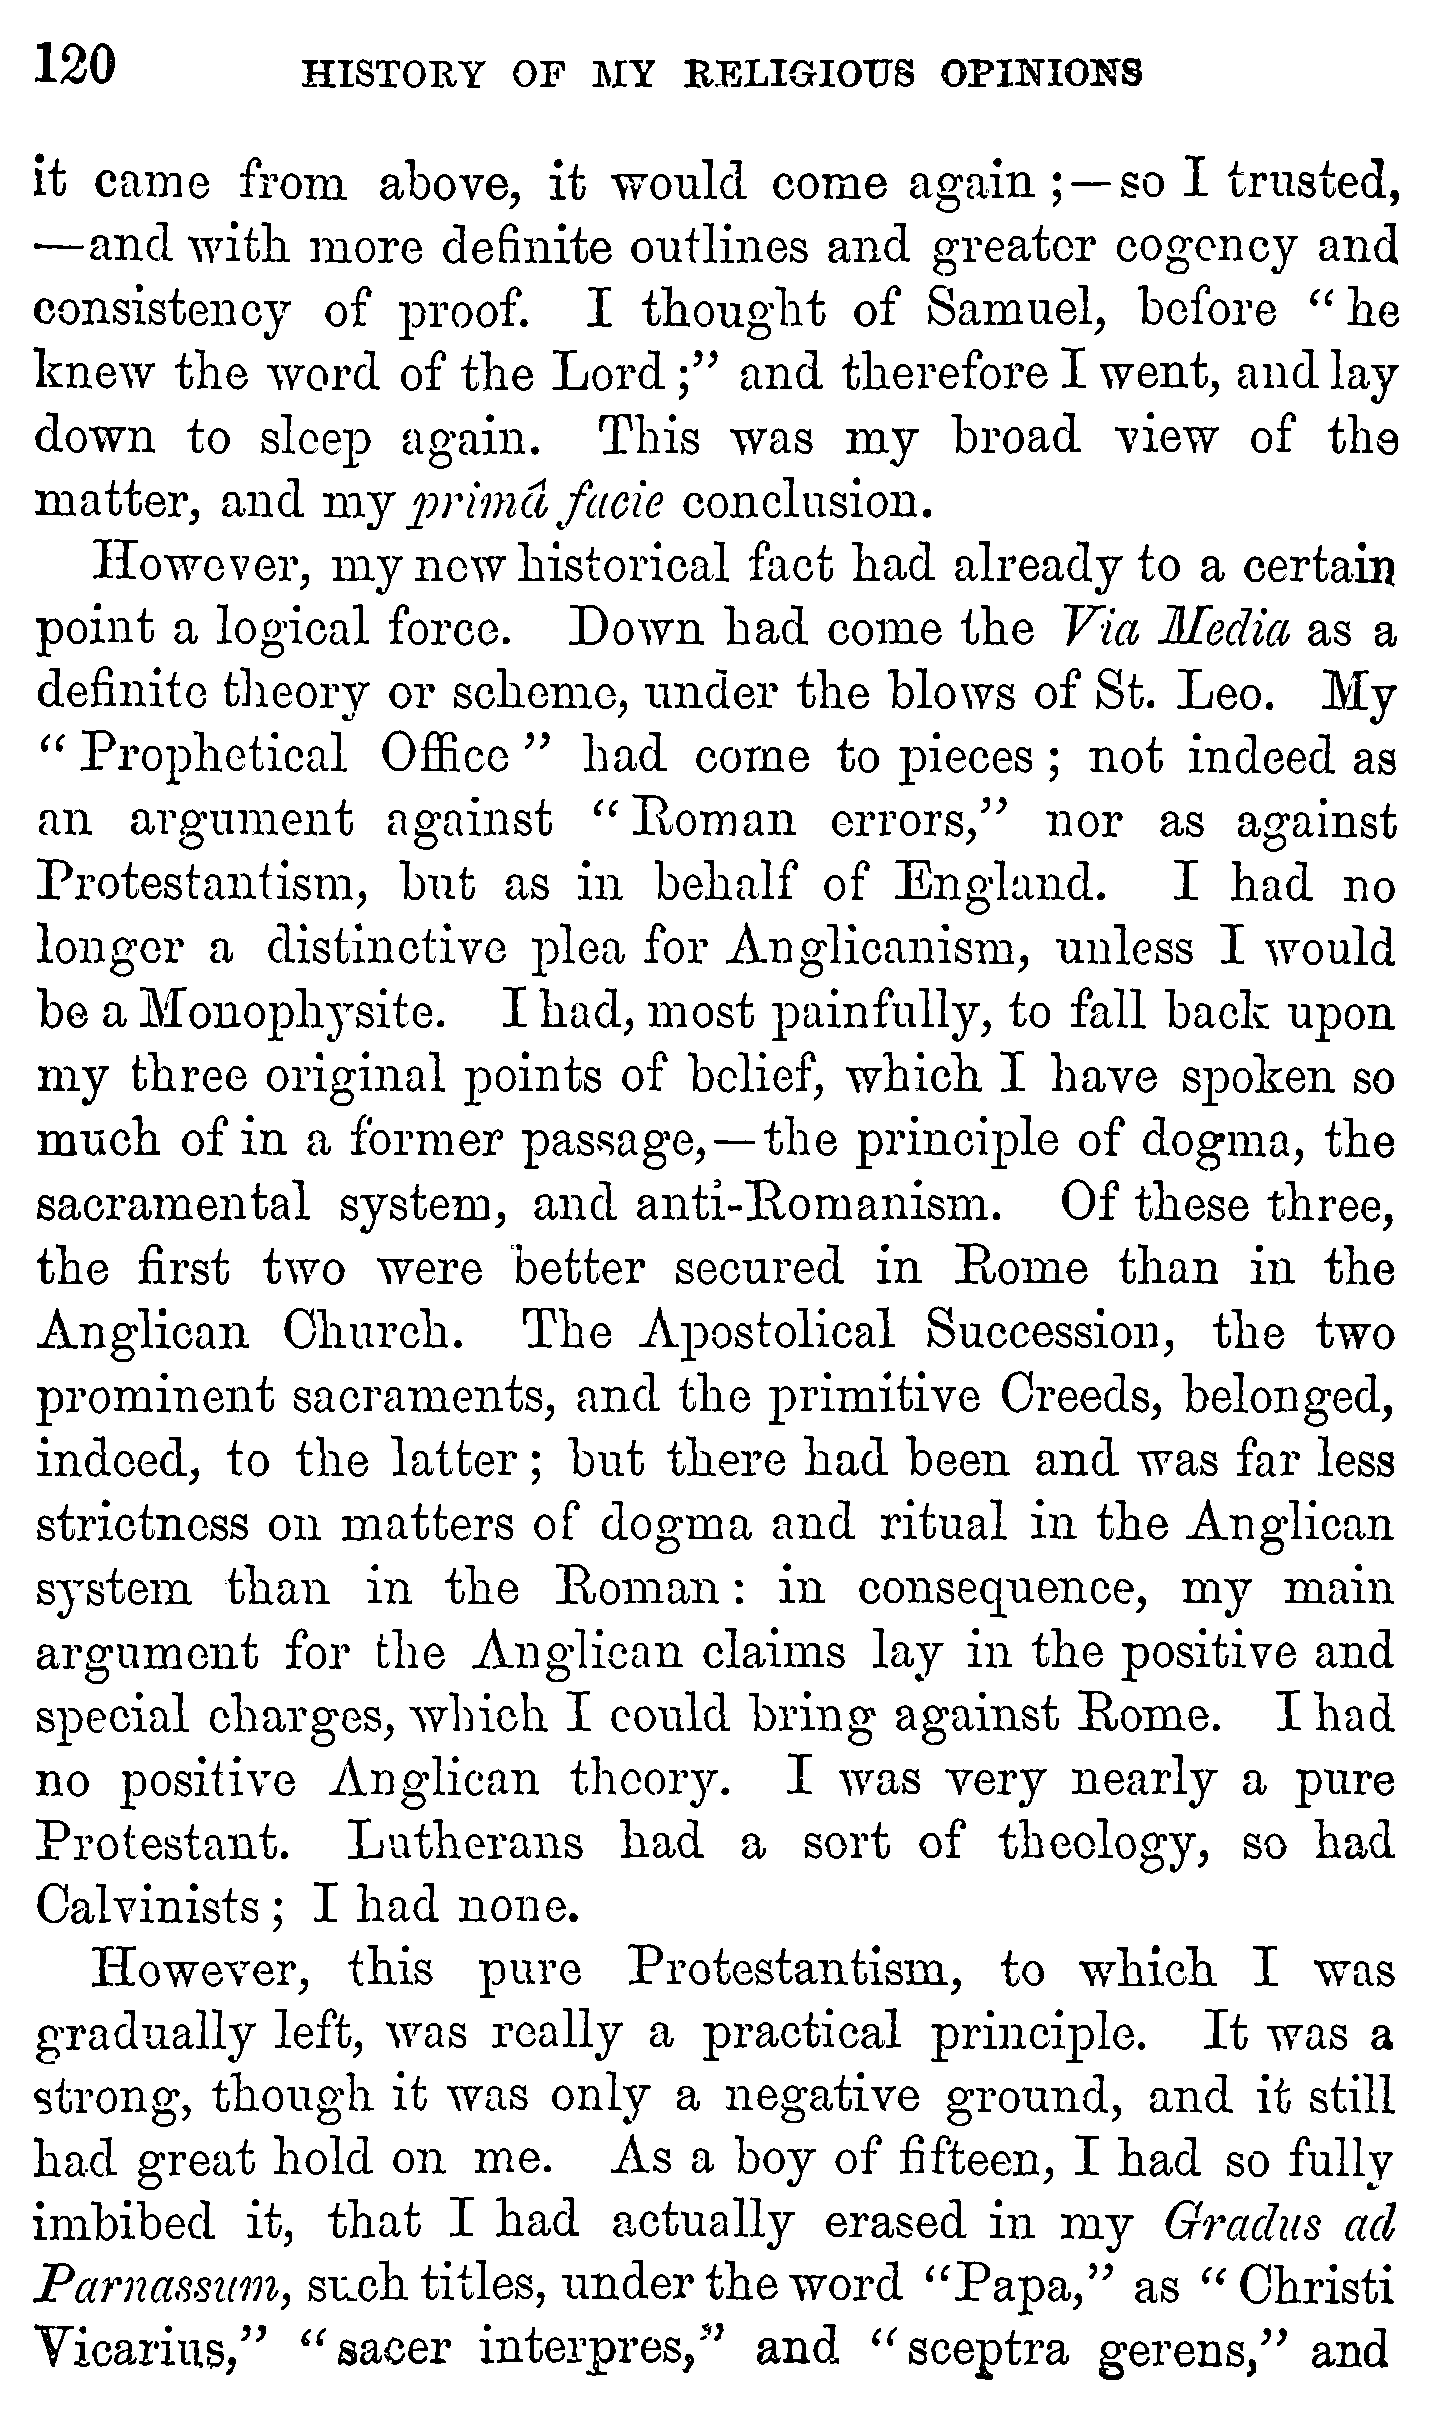 120 HISTORY OF MY RELIGIOUS OPINIONS
it came from above, it would come again ;—so I trusted,
—and with more definite outlines and greater cogency and
consistency of proof. I thought of Samuel, before “ he
knew the word of the Lord ;” and therefore I went, and lay
down to sleep again. This was my broad view of the
matter, and my primâ facie conclusion.
However, my new historical fact had already to a certain
point a logical force. Down had come the Via Media as a
definite theory or scheme, under the blows of St. Leo. My
“ Prophetical Office ” had come to pieces ; not indeed as
an argument against “ Roman errors,” nor as against
Protestantism, but as in behalf of England. I had no
longer a distinctive plea for Anglicanism, unless I would
be a Monophysite. I had, most painfully, to fall back upon
my three original points of belief, which I have spoken so
much of in a former passage,—the principle of dogma, the
sacramental system, and anti-Romanism. Of these three,
the first two were better secured in Rome than in the
Anglican Church. The Apostolical Succession, the two
prominent sacraments, and the primitive Creeds, belonged,
indeed, to the latter ; but there had been and was far less
strictness on matters of dogma and ritual in the Anglican
system than in the Roman : in consequence, my main
argument for the Anglican claims lay in the positive and
special charges, which I could bring against Rome. I had
no positive Anglican theory. I was very nearly a pure
Protestant. Lutherans had a sort of theology, so had
Calvinists ; I had none.
However, this pure Protestantism, to which I was
gradually left, was really a practical principle. It was a
strong, though it was only a negative ground, and it still
had great hold on me. As a boy of fifteen, I had so fully
imbibed it, that I had actually erased in my Gradus ad
Parnassum, such titles, under the word “Papa,” as “ Christi
Vicarius,” “ sacer interpres,” and “ sceptra gerens,” and